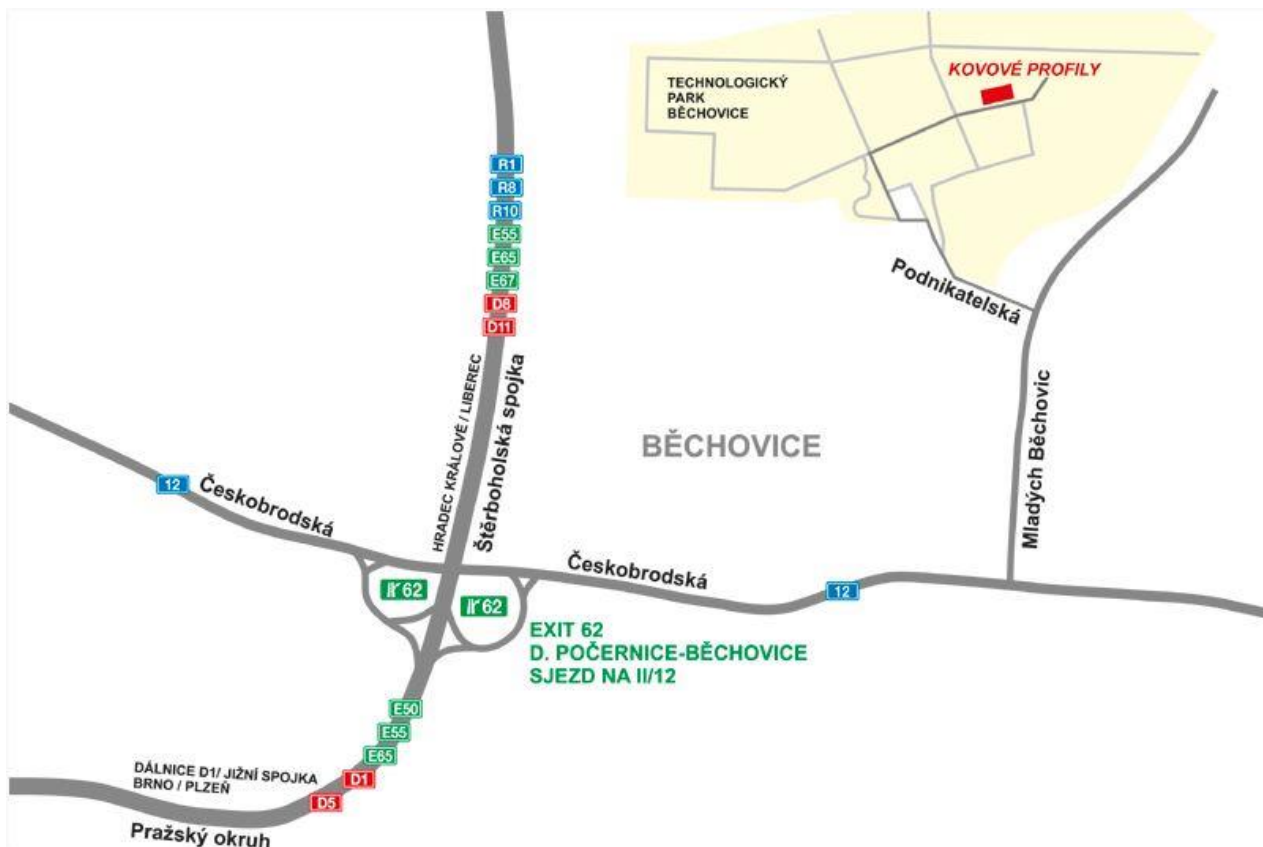 TECHNOLOGICKÝ
PARK
BĚCHOVICE
KOVOVÉ PROFILY
R1
R8
R10
E55
E65
E67
D8
D11
Podnikatelská
HRADEC KRÁLOVÉ / LIBEREC
Štěrboholská spojka
BĚCHOVICE
Mladých Běchovic
12
Českobrodská
Českobrodská
12
62
62
EXIT 62
D. POČERNICE-BĚCHOVICE
SJEZD NA II/12
E50
E55
E65
D1
D5
DÁLNICE D1/ JIŽNÍ SPOJKA
BRNO / PLZEŇ
Pražský okruh